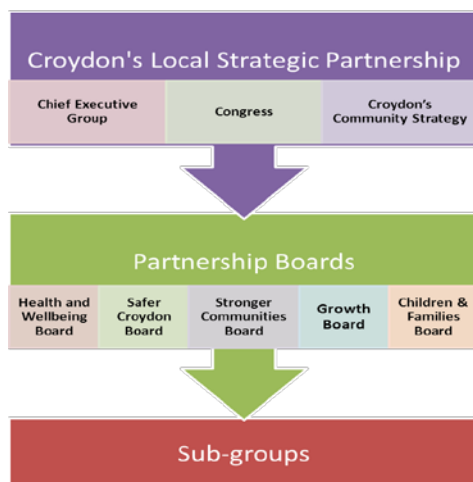 Croydon's Local Strategic Partnership
Chief Executive
Group
Congress
Croydon's
Community Strategy
Partnership Boards
Health and
Wellbeing
Board
Safer
Croydon
Board
Stronger
Communities
Board
Growth
Board
Children &
Families
Board
Sub-groups